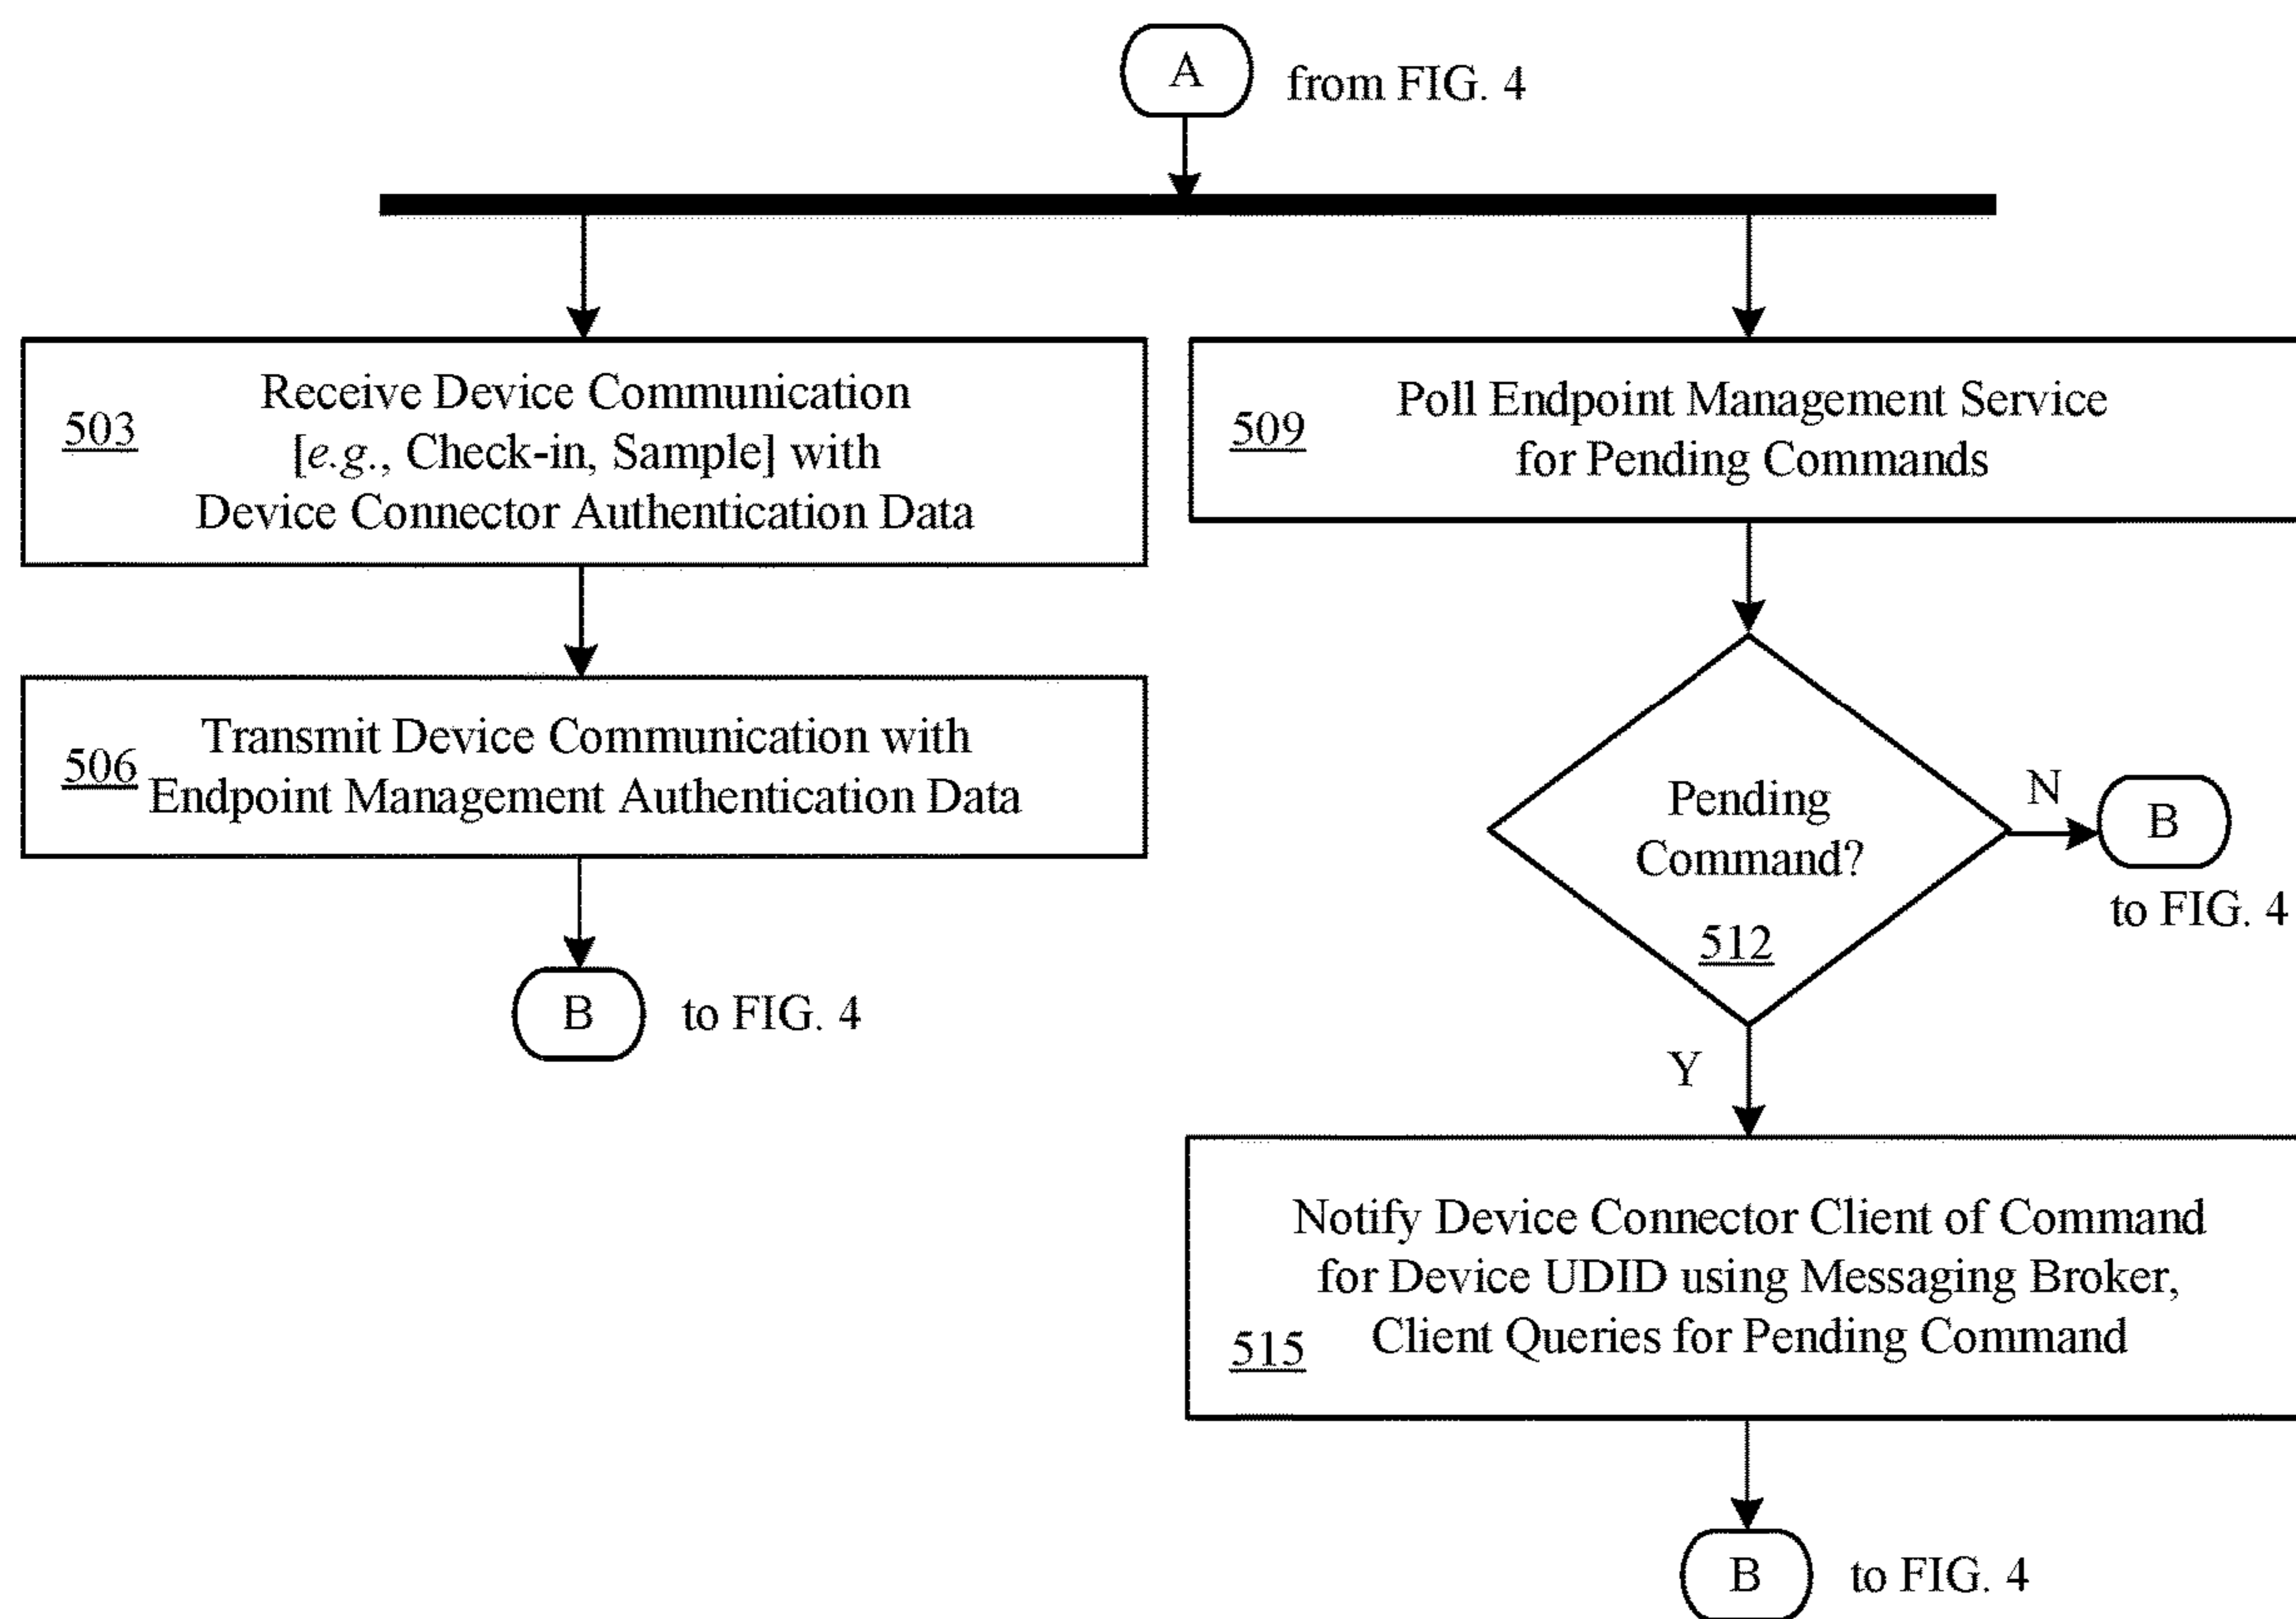 A
from FIG. 4
503
Receive Device Communication
[e.g., Check-in, Sample] with
Device Connector Authentication Data
509
Poll Endpoint Management Service
for Pending Commands
506
Transmit Device Communication with
Endpoint Management Authentication Data
B
to FIG. 4
Pending
Command?
512
N
B
to FIG. 4
Y
Notify Device Connector Client of Command
for Device UDID using Messaging Broker,
Client Queries for Pending Command
515
B
to FIG. 4